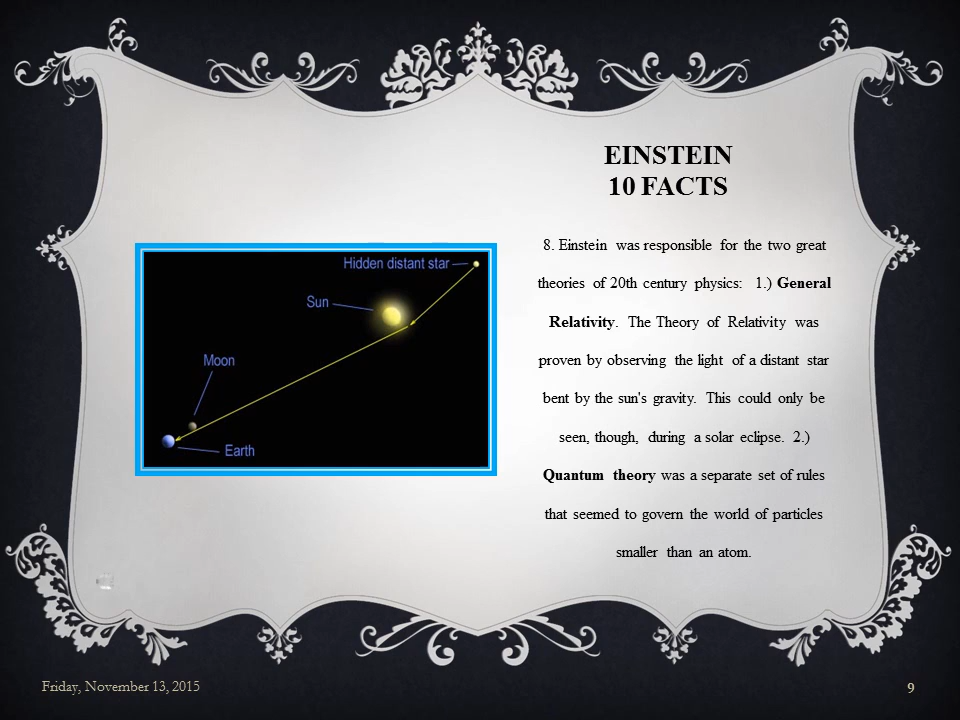 EINSTEIN
10 FACTS
Hidden distant star
Sun
Moon
Earth
8. Einstein was responsible for the two great
theories of 20th century physics: 1.) General
Relativity. The Theory of Relativity was
proven by observing the light of a distant star
bent by the sun's gravity. This could only be
seen, though, during a solar eclipse. 2.)
Quantum theory was a separate set of rules
that seemed to govern the world of particles
smaller than an atom.
Friday, November 13, 2015
9